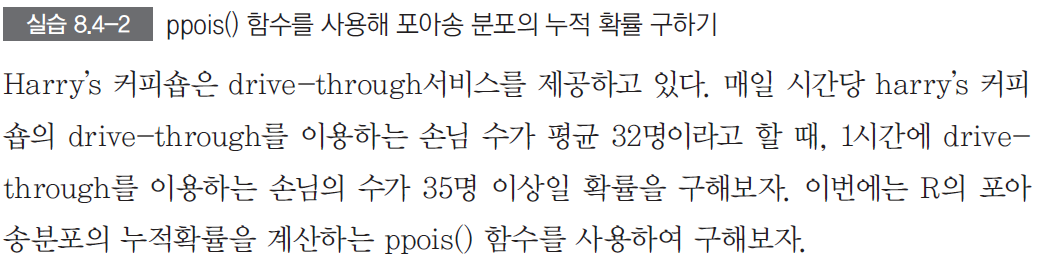 실습 8.4-2 ppois() 함수를 사용해 포아송 분포의 누적 확률 구하기
Harry's 커피숍은 drive-through서비스를 제공하고 있다. 매일 시간당 harry's 커피
숍의 drive-through를 이용하는 손님 수가 평균 32명이라고 할 때, 1시간에 drive-
through를 이용하는 손님의 수가 35명 이상일 확률을 구해보자. 이번에는 R의 포아
송분포의 누적확률을 계산하는 ppois() 함수를 사용하여 구해보자.